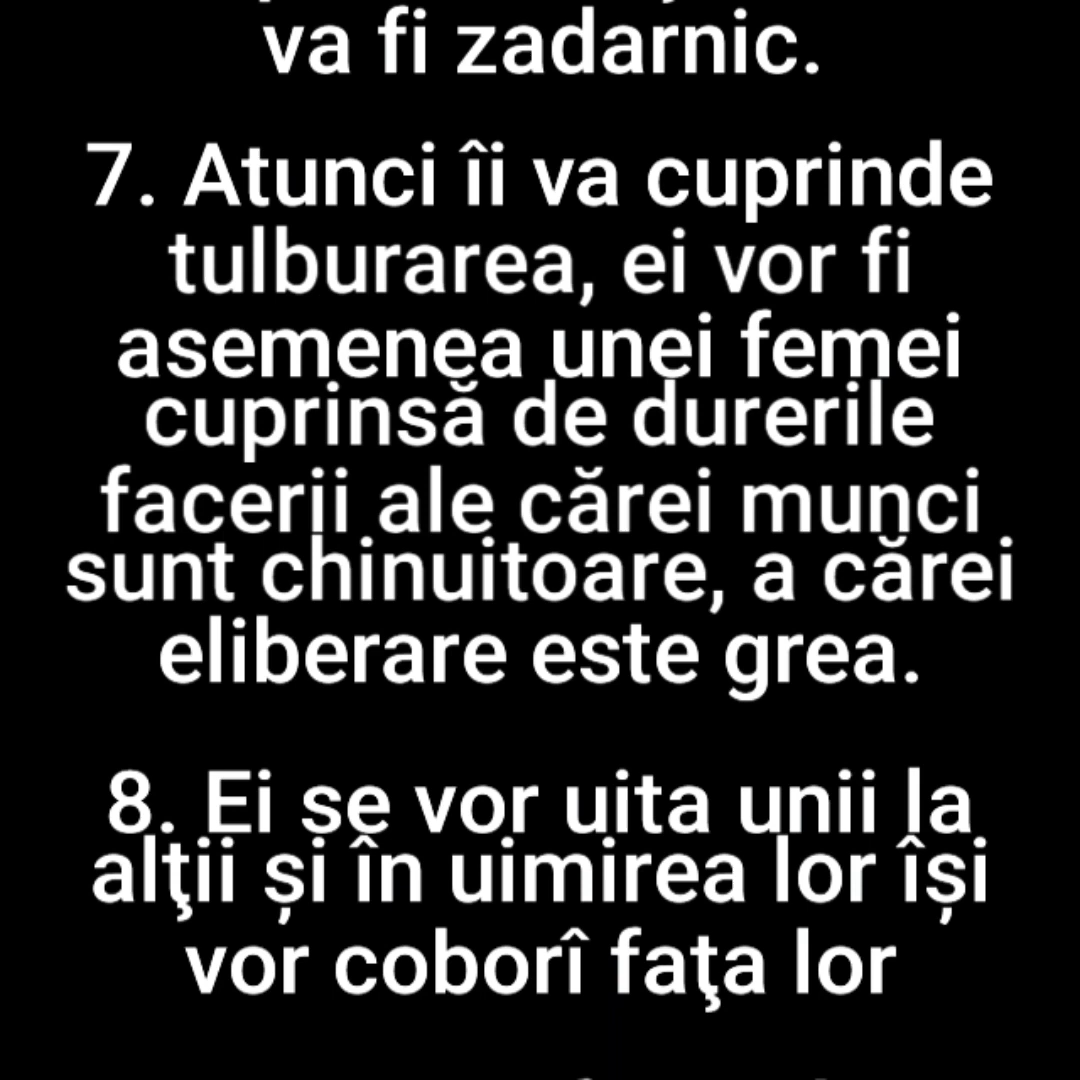 va fi zadarnic.
7. Atunci îi va cuprinde
tulburarea, ei vor fi
asemenea unei femei
cuprinsă de durerile
facerii ale cărei munci
sunt chinuitoare, a cărei
eliberare este grea.
8. Ei se vor uita unii la
alţii și în uimirea lor își
vor coborî faţa lor